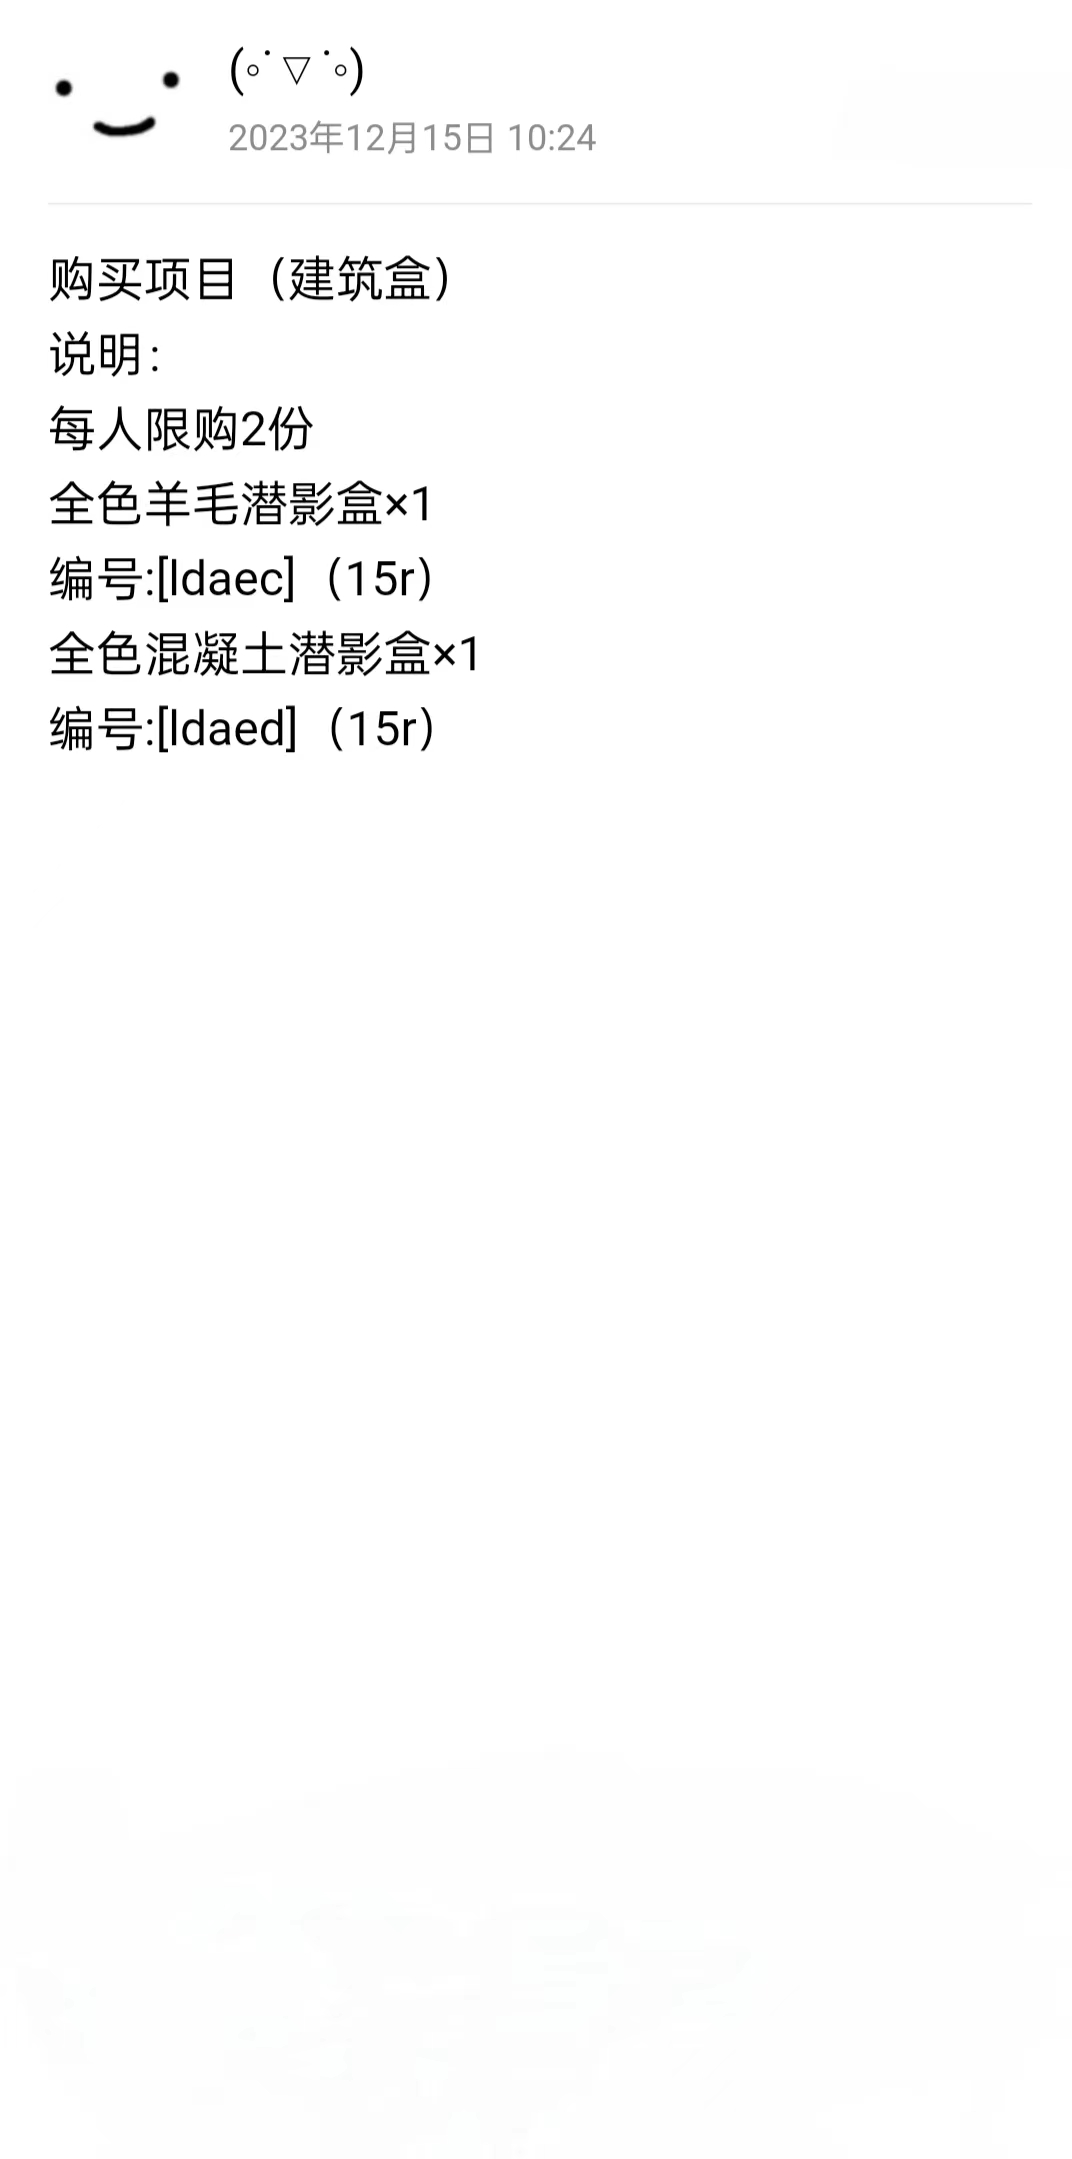 (◦˙▽˙◦)
2023年12月15日 10:24
购买项目（建筑盒）
说明：
每人限购2份
全色羊毛潜影盒×1
编号:[ldaec]（15r）
全色混凝土潜影盒×1
编号:[ldaed]（15r）